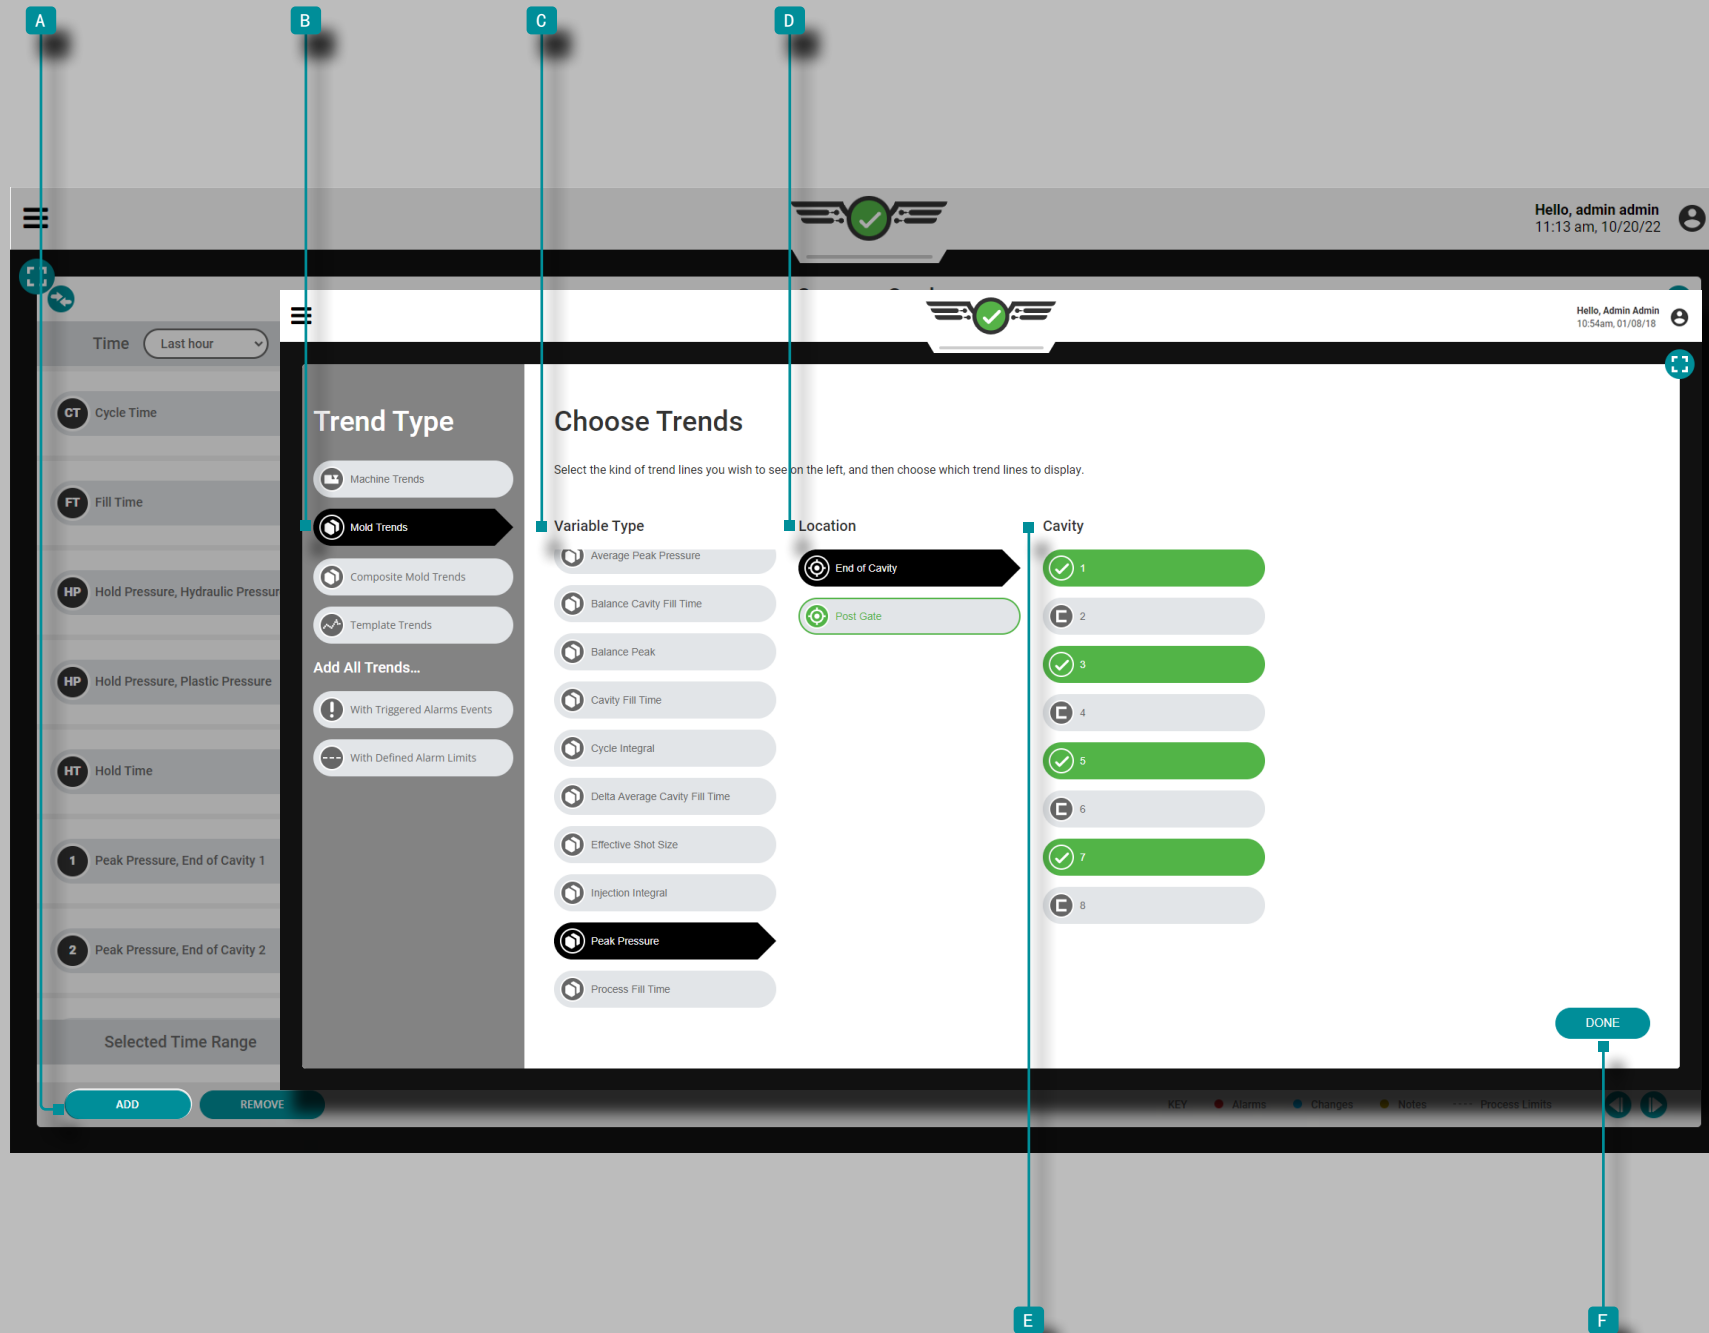 A
B
C
D
Hello, admin admin
11:13 am, 10/20/22
Hello, Admin Admin
10:54am, 01/08/18
Time
Last hour
CT Cycle Time
FT Fill Time
HP Hold Pressure, Hydraulic Pressur
HP Hold Pressure, Plastic Pressure
HT Hold Time
1 Peak Pressure, End of Cavity 1
2 Peak Pressure, End of Cavity 2
Selected Time Range
ADD
REMOVE
Trend Type
Machine Trends
Mold Trends
Composite Mold Trends
Template Trends
Add All Trends...
With Triggered Alarms Events
With Defined Alarm Limits
Choose Trends
Select the kind of trend lines you wish to see on the left, and then choose which trend lines to display.
Variable Type
Average Peak Pressure
Balance Cavity Fill Time
Balance Peak
Cavity Fill Time
Cycle Integral
Delta Average Cavity Fill Time
Effective Shot Size
Injection Integral
Peak Pressure
Process Fill Time
Location
End of Cavity
Post Gate
Cavity
1
2
3
4
5
6
7
8
DONE
KEY
Alarms
Changes
Notes
Process Limits
E
F